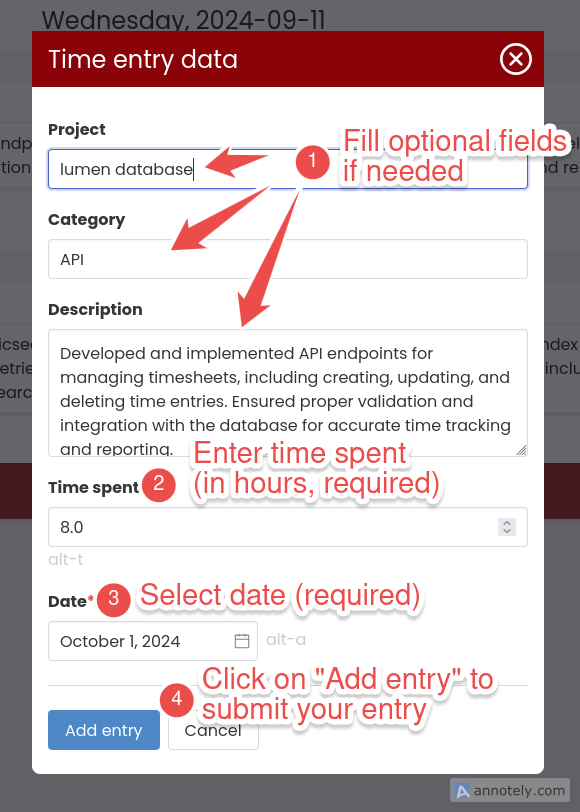 Wednesday, 2024-09-11
Time entry data
Project
lumen database
1
Fill optional fields
if needed
Category
API
Description
Developed and implemented API endpoints for
managing timesheets, including creating, updating, and
deleting time entries. Ensured proper validation and
integration with the database for accurate time tracking
and reporting.
Enter time spent
(in hours, required)
Time spent
2
8.0
alt-t
Date*
3
Select date (required)
October 1, 2024
alt-a
4
Click on "Add entry" to
submit your entry
Add entry
Cancel
annotely.com